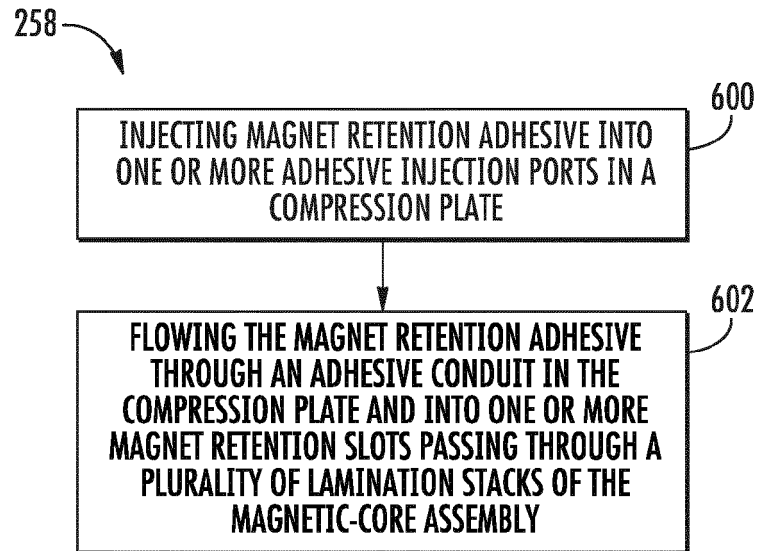 258
600
INJECTING MAGNET RETENTION ADHESIVE INTO
ONE OR MORE ADHESIVE INJECTION PORTS IN A
COMPRESSION PLATE
602
FLOWING THE MAGNET RETENTION ADHESIVE
THROUGH AN ADHESIVE CONDUIT IN THE
COMPRESSION PLATE AND INTO ONE OR MORE
MAGNET RETENTION SLOTS PASSING THROUGH A
PLURALITY OF LAMINATION STACKS OF THE
MAGNETIC-CORE ASSEMBLY